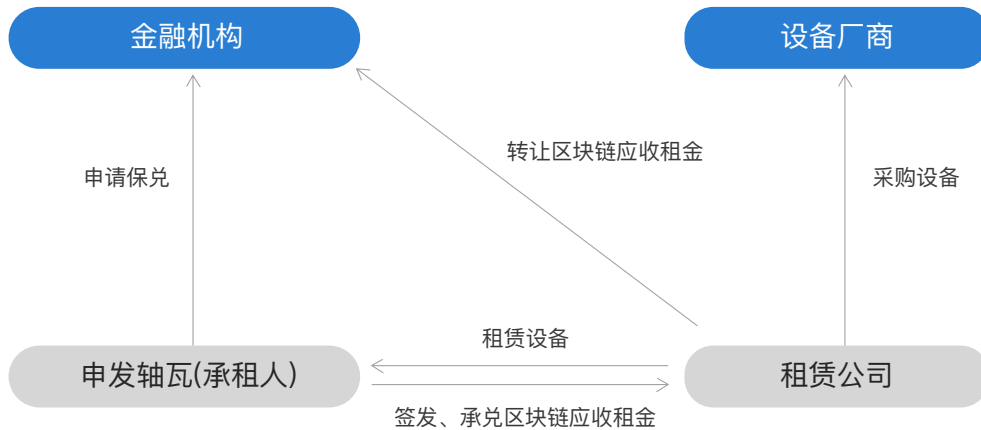 金融机构
设备厂商
转让区块链应收租金
申请保兑
采购设备
租赁设备
申发轴瓦(承租人)
租赁公司
签发、承兑区块链应收租金